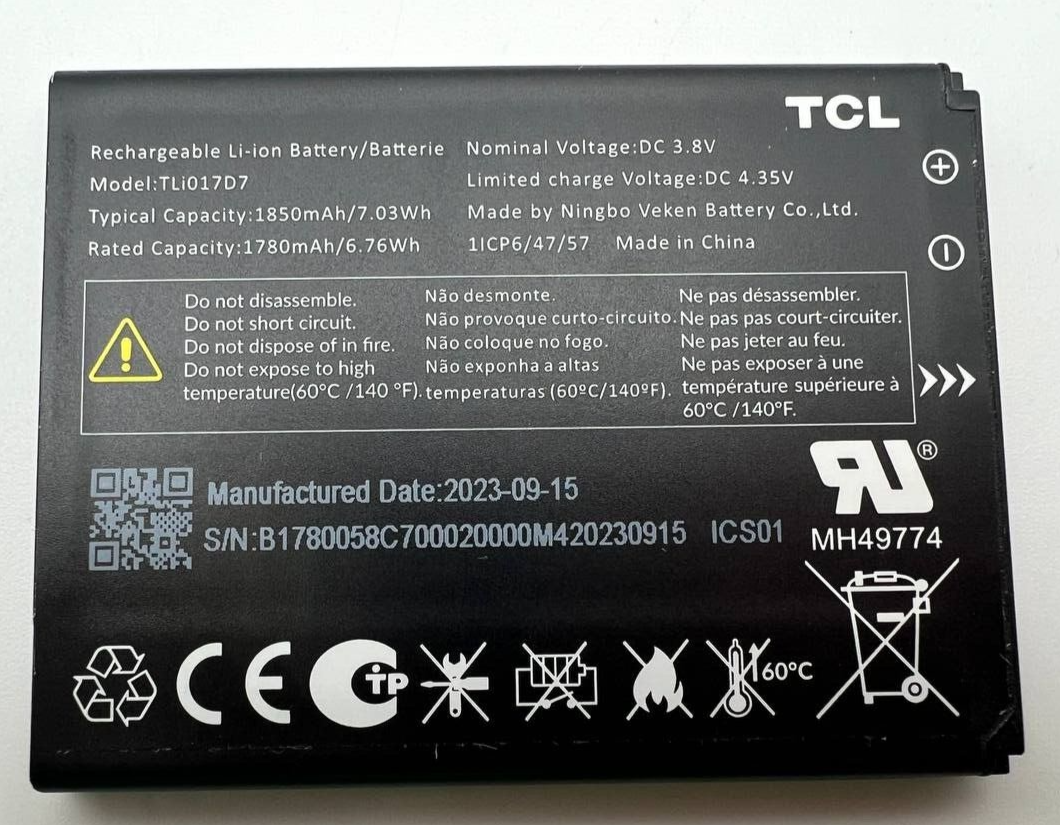 TCL
Rechargeable Li-ion Battery/Batterie
Model:TLi017D7
Typical Capacity:1850mAh/7.03Wh
Rated Capacity:1780mAh/6.76Wh
Nominal Voltage:DC 3.8V
Limited charge Voltage:DC 4.35V
Made by Ningbo Veken Battery Co.,Ltd.
1ICP6/47/57 Made in China
Do not disassemble.
Do not short circuit.
Do not dispose of in fire.
Do not expose to high
temperature(60°C /140 °F).
Não desmonte.
Não provoque curto-circuito.
Não coloque no fogo.
Não exponha a altas
temperaturas (60ºC/140ºF).
Ne pas désassembler.
Ne pas pas court-circuiter.
Ne pas jeter au feu.
Ne pas exposer à une
température supérieure à
60°C /140°F.
Manufactured Date:2023-09-15
S/N:B1780058C700020000M420230915 ICS01
RU®
MH49774
CE
CTP
60°C